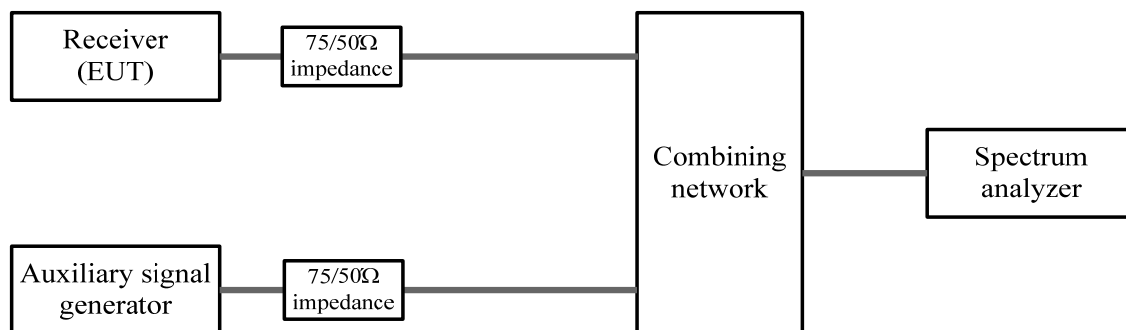 Receiver
(EUT)
75/50Ω
impedance
Combining
network
Spectrum
analyzer
Auxiliary signal
generator
75/50Ω
impedance